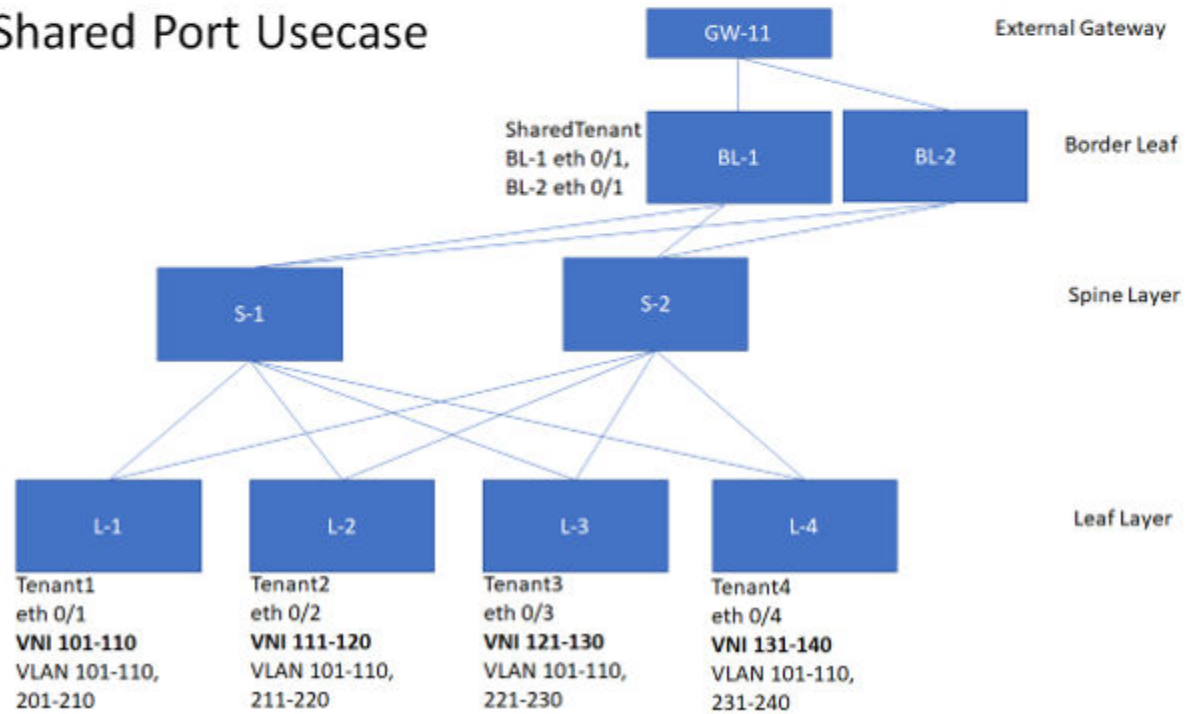 Shared Port Usecase
GW-11
External Gateway
SharedTenant
BL-1 eth 0/1,
BL-2 eth 0/1
BL-1
BL-2
Border Leaf
S-1
S-2
Spine Layer
L-1
L-2
L-3
L-4
Leaf Layer
Tenant1
eth 0/1
VNI 101-110
VLAN 101-110,
201-210
Tenant2
eth 0/2
VNI 111-120
VLAN 101-110,
211-220
Tenant3
eth 0/3
VNI 121-130
VLAN 101-110,
221-230
Tenant4
eth 0/4
VNI 131-140
VLAN 101-110,
231-240